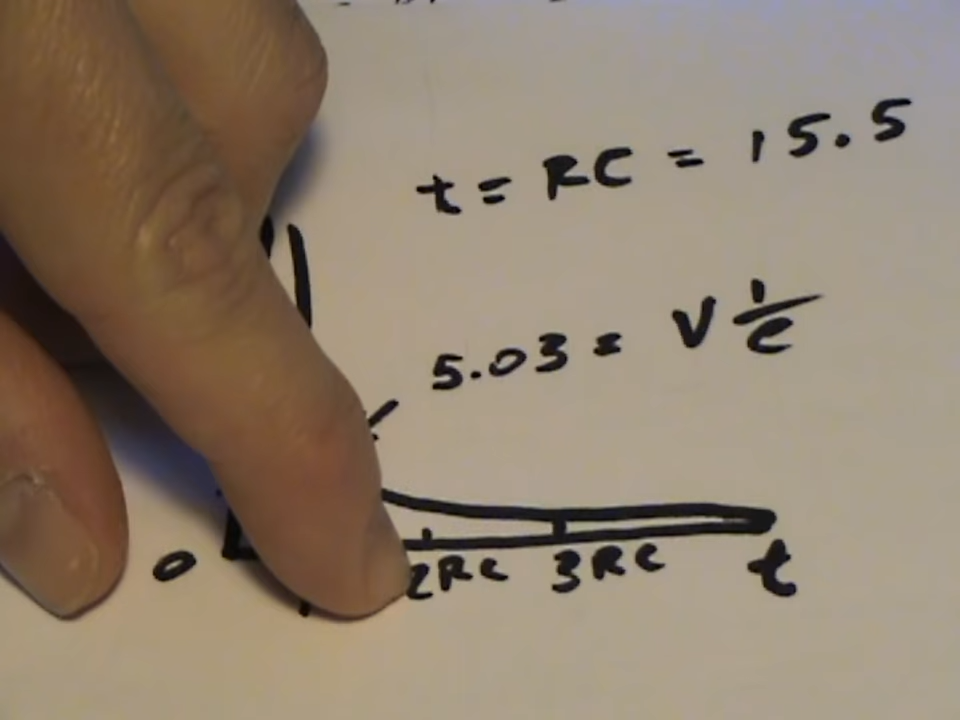 t = RC = 15.5
5.03 = V 1/e
0 2RC 3RC t